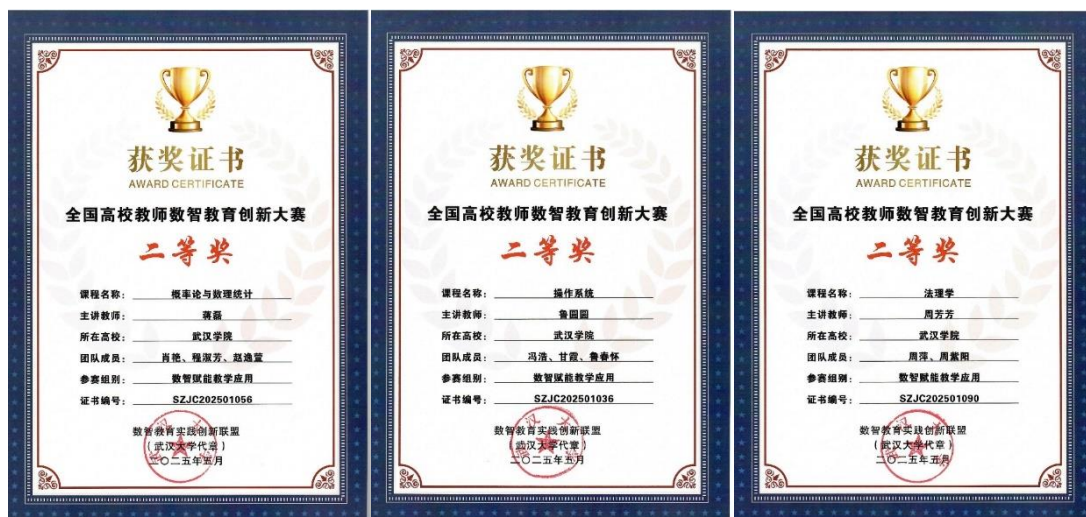 获奖证书
AWARD CERTIFICATE
全国高校教师数智教育创新大赛
二等奖
课程名称: 概率论与数理统计
主讲教师: 蒋磊
所在高校: 武汉学院
团队成员: 肖艳、程淑芳、赵逸萱
参赛组别: 数智赋能教学应用
证书编号: SZJC202501056
数智教育实践创新联盟
(武汉大学代章)
二〇二五年五月
获奖证书
AWARD CERTIFICATE
全国高校教师数智教育创新大赛
二等奖
课程名称: 操作系统
主讲教师: 鲁圆圆
所在高校: 武汉学院
团队成员: 冯浩、甘霞、鲁春怀
参赛组别: 数智赋能教学应用
证书编号: SZJC202501036
数智教育实践创新联盟
(武汉大学代章)
二〇二五年五月
获奖证书
AWARD CERTIFICATE
全国高校教师数智教育创新大赛
二等奖
课程名称: 法理学
主讲教师: 周芳芳
所在高校: 武汉学院
团队成员: 周萍、周紫阳
参赛组别: 数智赋能教学应用
证书编号: SZJC202501090
数智教育实践创新联盟
(武汉大学代章)
二〇二五年五月